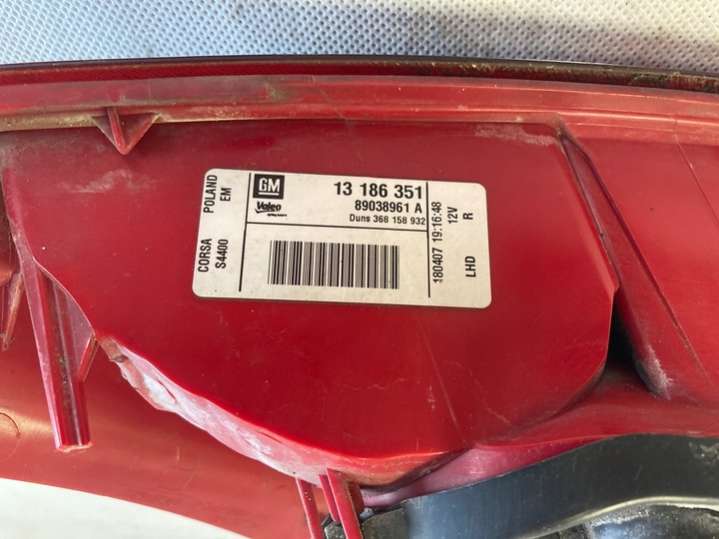 CORSA POLAND
S4400 EM
GM
Valeo
13 186 351
89038961 A
Duns 368 158 932
180407 19:16:48
12V
LHD R